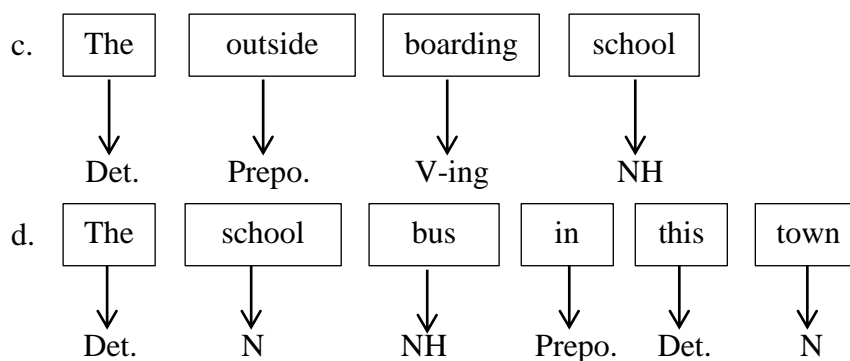 c. The outside boarding school
Det. Prepo. V-ing NH
d. The school bus in this town
Det. N NH Prepo. Det. N